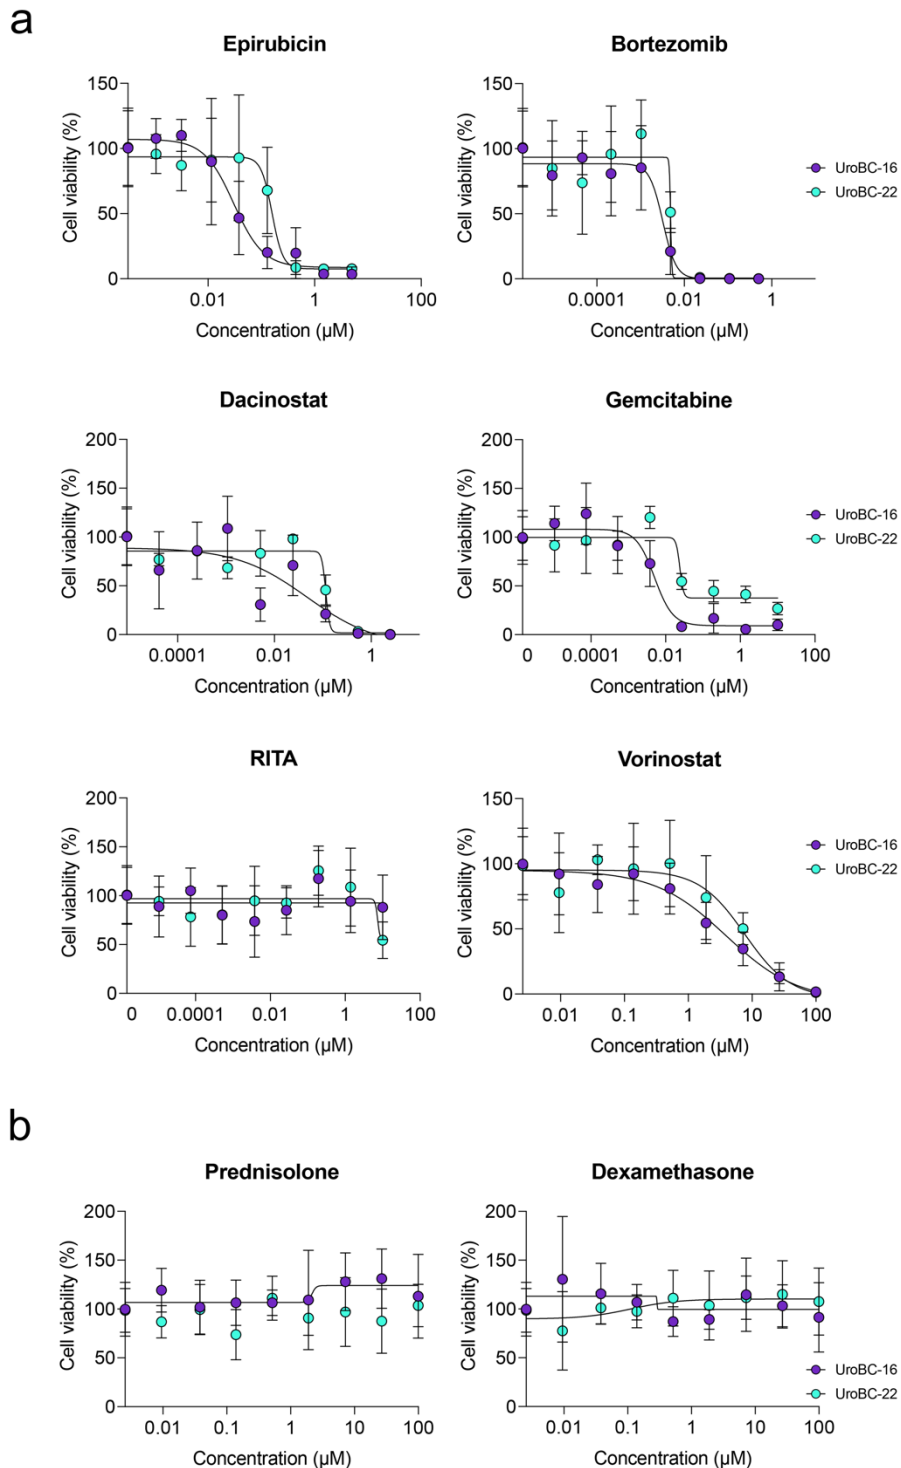 a
Epirubicin
Bortezomib
150
100
50
0
Cell viability (%)
0.01
1
100
Concentration (µM)
150
100
50
0
Cell viability (%)
0.0001
0.01
1
Concentration (µM)
UroBC-16
UroBC-22
Dacinostat
Gemcitabine
200
150
100
50
0
Cell viability (%)
0.0001
0.01
1
Concentration (µM)
200
150
100
50
0
Cell viability (%)
0
0.0001
0.01
1
100
Concentration (µM)
UroBC-16
UroBC-22
RITA
Vorinostat
200
150
100
50
0
Cell viability (%)
0
0.0001
0.01
1
100
Concentration (µM)
150
100
50
0
Cell viability (%)
0.01
0.1
1
10
100
Concentration (µM)
UroBC-16
UroBC-22
b
Prednisolone
Dexamethasone
200
150
100
50
0
Cell viability (%)
0.01
0.1
1
10
100
Concentration (µM)
200
150
100
50
0
Cell viability (%)
0.01
0.1
1
10
100
Concentration (µM)
UroBC-16
UroBC-22